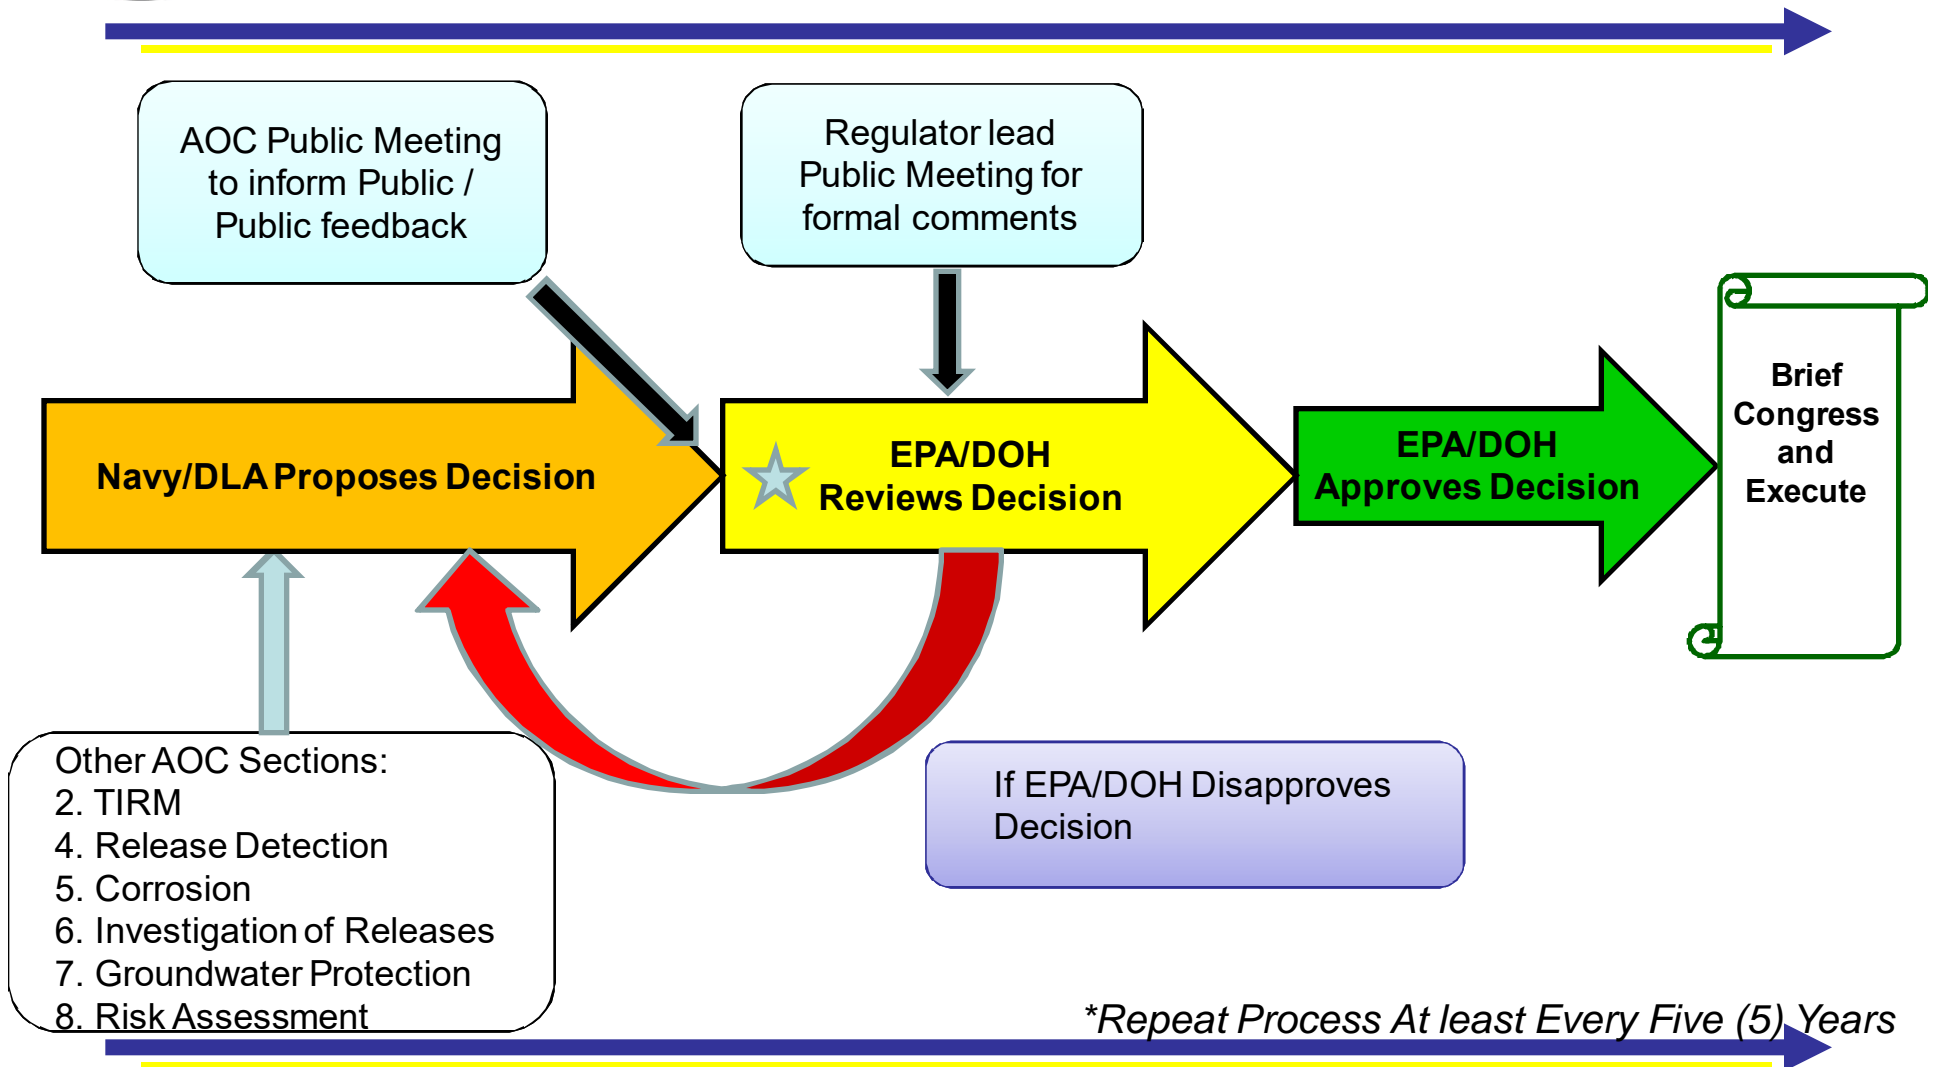 AOC Public Meeting
to inform Public /
Public feedback
Regulator lead
Public Meeting for
formal comments
Navy/DLA Proposes Decision
EPA/DOH
Reviews Decision
EPA/DOH
Approves Decision
Brief
Congress
and
Execute
Other AOC Sections:
2. TIRM
4. Release Detection
5. Corrosion
6. Investigation of Releases
7. Groundwater Protection
8. Risk Assessment
If EPA/DOH Disapproves
Decision
*Repeat Process At least Every Five (5) Years